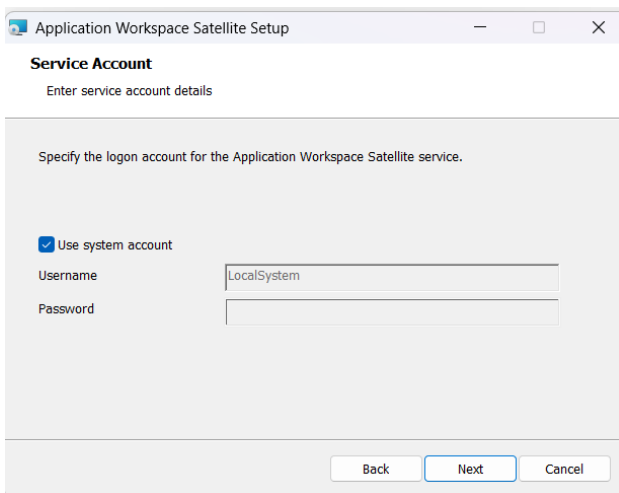 Application Workspace Satellite Setup
Service Account
Enter service account details
Specify the logon account for the Application Workspace Satellite service.
Use system account
Username LocalSystem
Password
Back Next Cancel